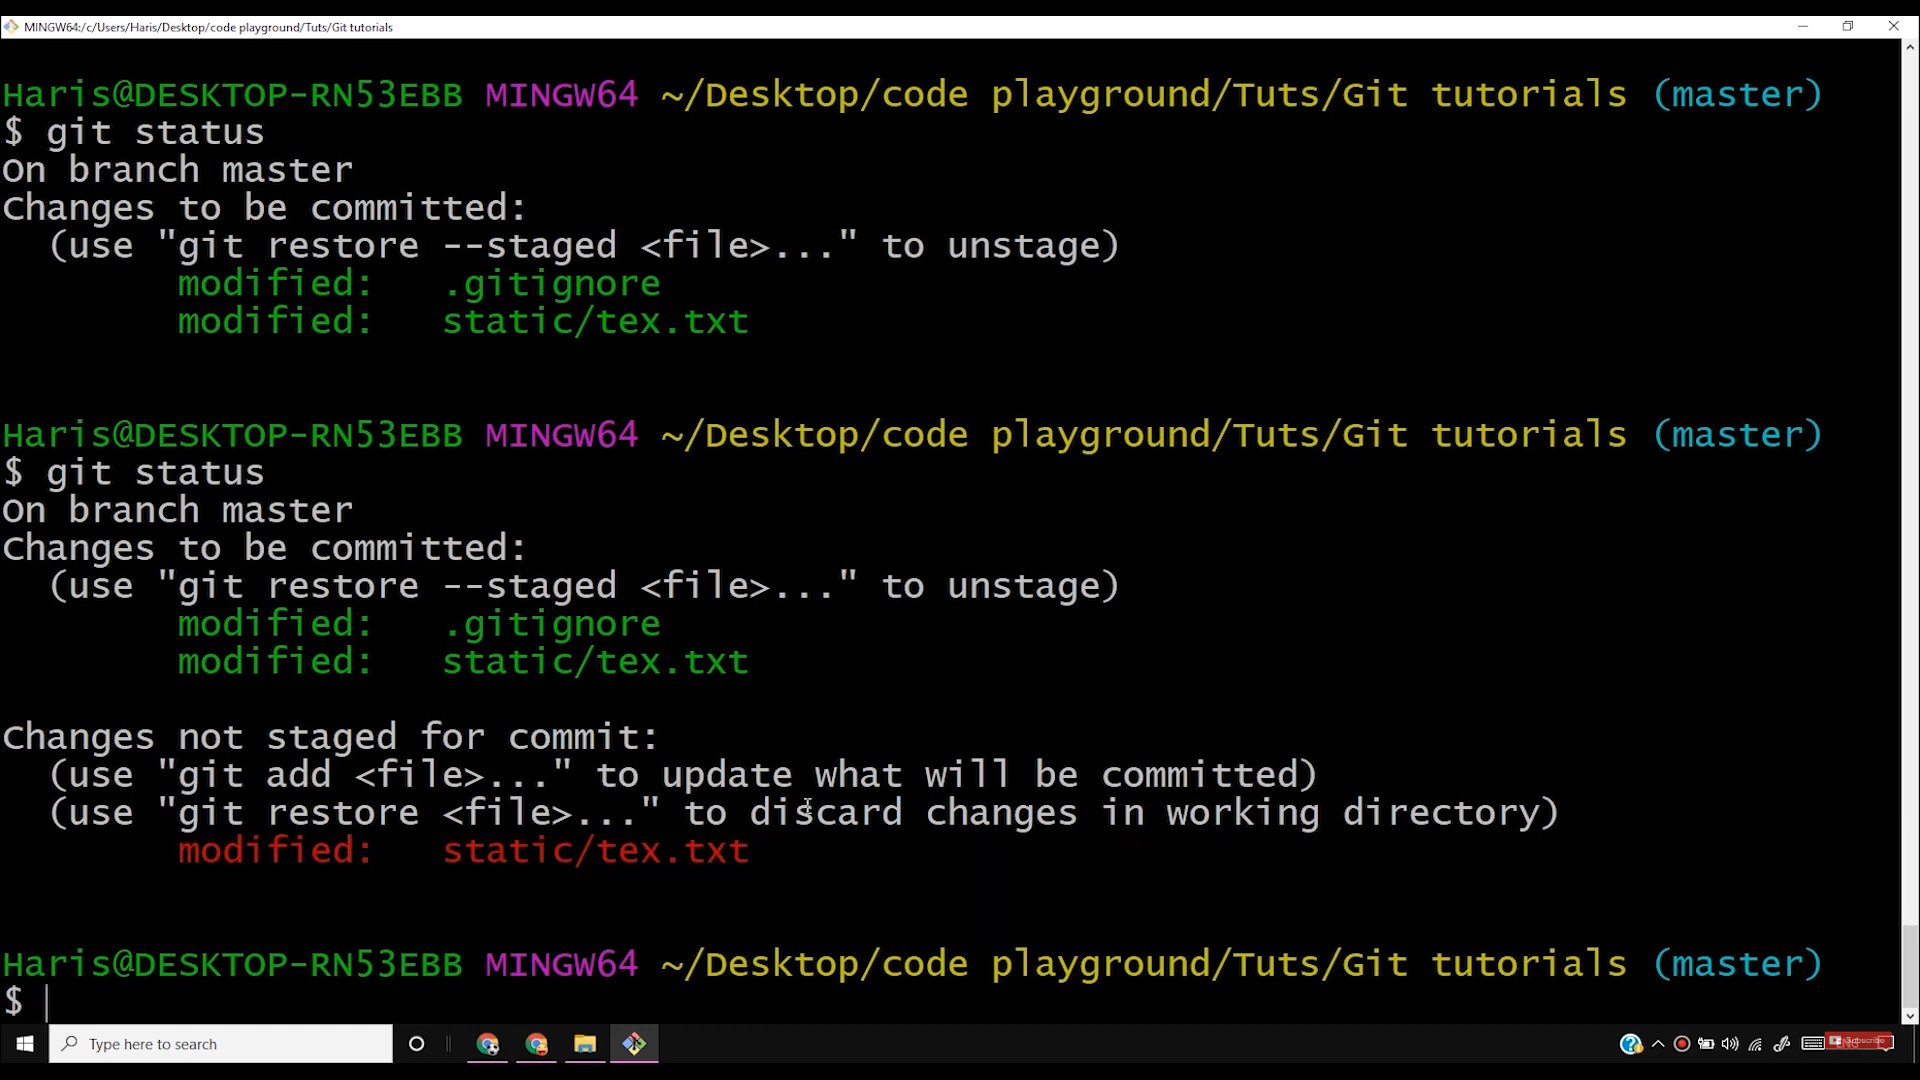 MINGW64:/c/Users/Haris/Desktop/code playground/Tuts/Git tutorials
Haris@DESKTOP-RN53EBB MINGW64 ~/Desktop/code playground/Tuts/Git tutorials (master)
$ git status
On branch master
Changes to be committed:
  (use "git restore --staged <file>..." to unstage)
        modified:   .gitignore
        modified:   static/tex.txt
Haris@DESKTOP-RN53EBB MINGW64 ~/Desktop/code playground/Tuts/Git tutorials (master)
$ git status
On branch master
Changes to be committed:
  (use "git restore --staged <file>..." to unstage)
        modified:   .gitignore
        modified:   static/tex.txt
Changes not staged for commit:
  (use "git add <file>..." to update what will be committed)
  (use "git restore <file>..." to discard changes in working directory)
        modified:   static/tex.txt
Haris@DESKTOP-RN53EBB MINGW64 ~/Desktop/code playground/Tuts/Git tutorials (master)
$
Type here to search
Subscribe